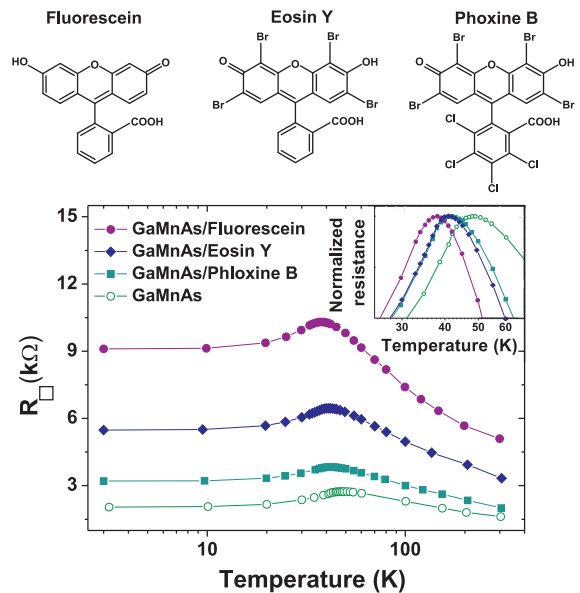 Fluorescein
Eosin Y
Phoxine B
HO
O
O
COOH
Br
Br
O
O
OH
Br
Br
COOH
Br
Br
O
O
OH
Br
Br
Cl
COOH
Cl
Cl
Cl
15
12
9
6
3
R□ (kΩ)
GaMnAs/Fluorescein
GaMnAs/Eosin Y
GaMnAs/Phloxine B
GaMnAs
Normalized
resistance
30 40 50 60
Temperature (K)
10 100
Temperature (K)